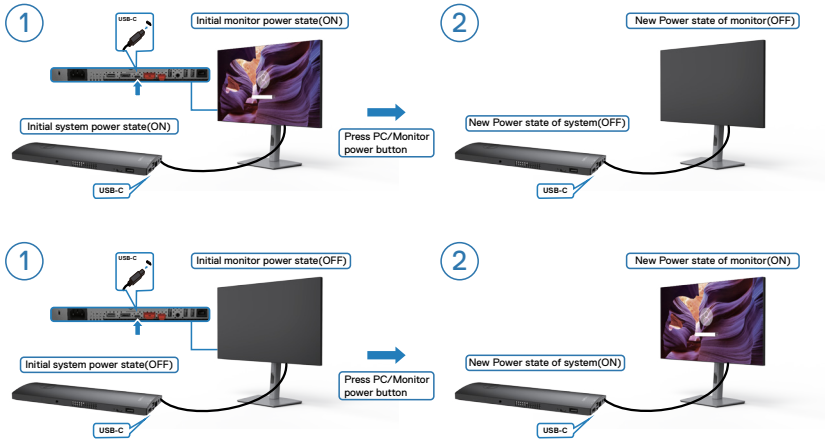 1
USB-C
Initial monitor power state(ON)
Initial system power state(ON)
USB-C
Press PC/Monitor
power button
2
New Power state of monitor(OFF)
New Power state of system(OFF)
USB-C
1
USB-C
Initial monitor power state(OFF)
Initial system power state(OFF)
USB-C
Press PC/Monitor
power button
2
New Power state of monitor(ON)
New Power state of system(ON)
USB-C